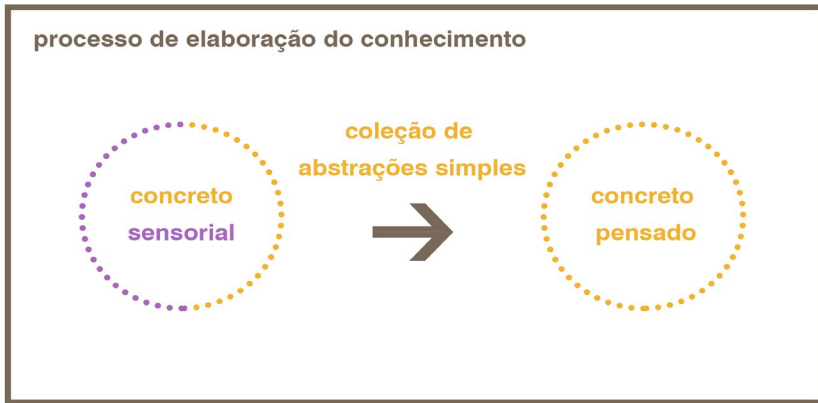 processo de elaboração do conhecimento
coleção de
abstrações simples
concreto
sensorial
concreto
pensado